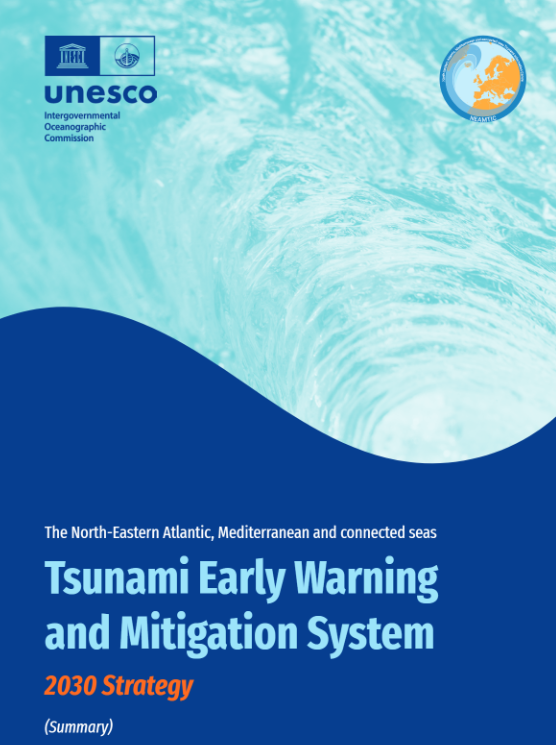 unesco
Intergovernmental
Oceanographic
Commission
NEAMTIC
The North-Eastern Atlantic, Mediterranean and connected seas
Tsunami Early Warning
and Mitigation System
2030 Strategy
(Summary)